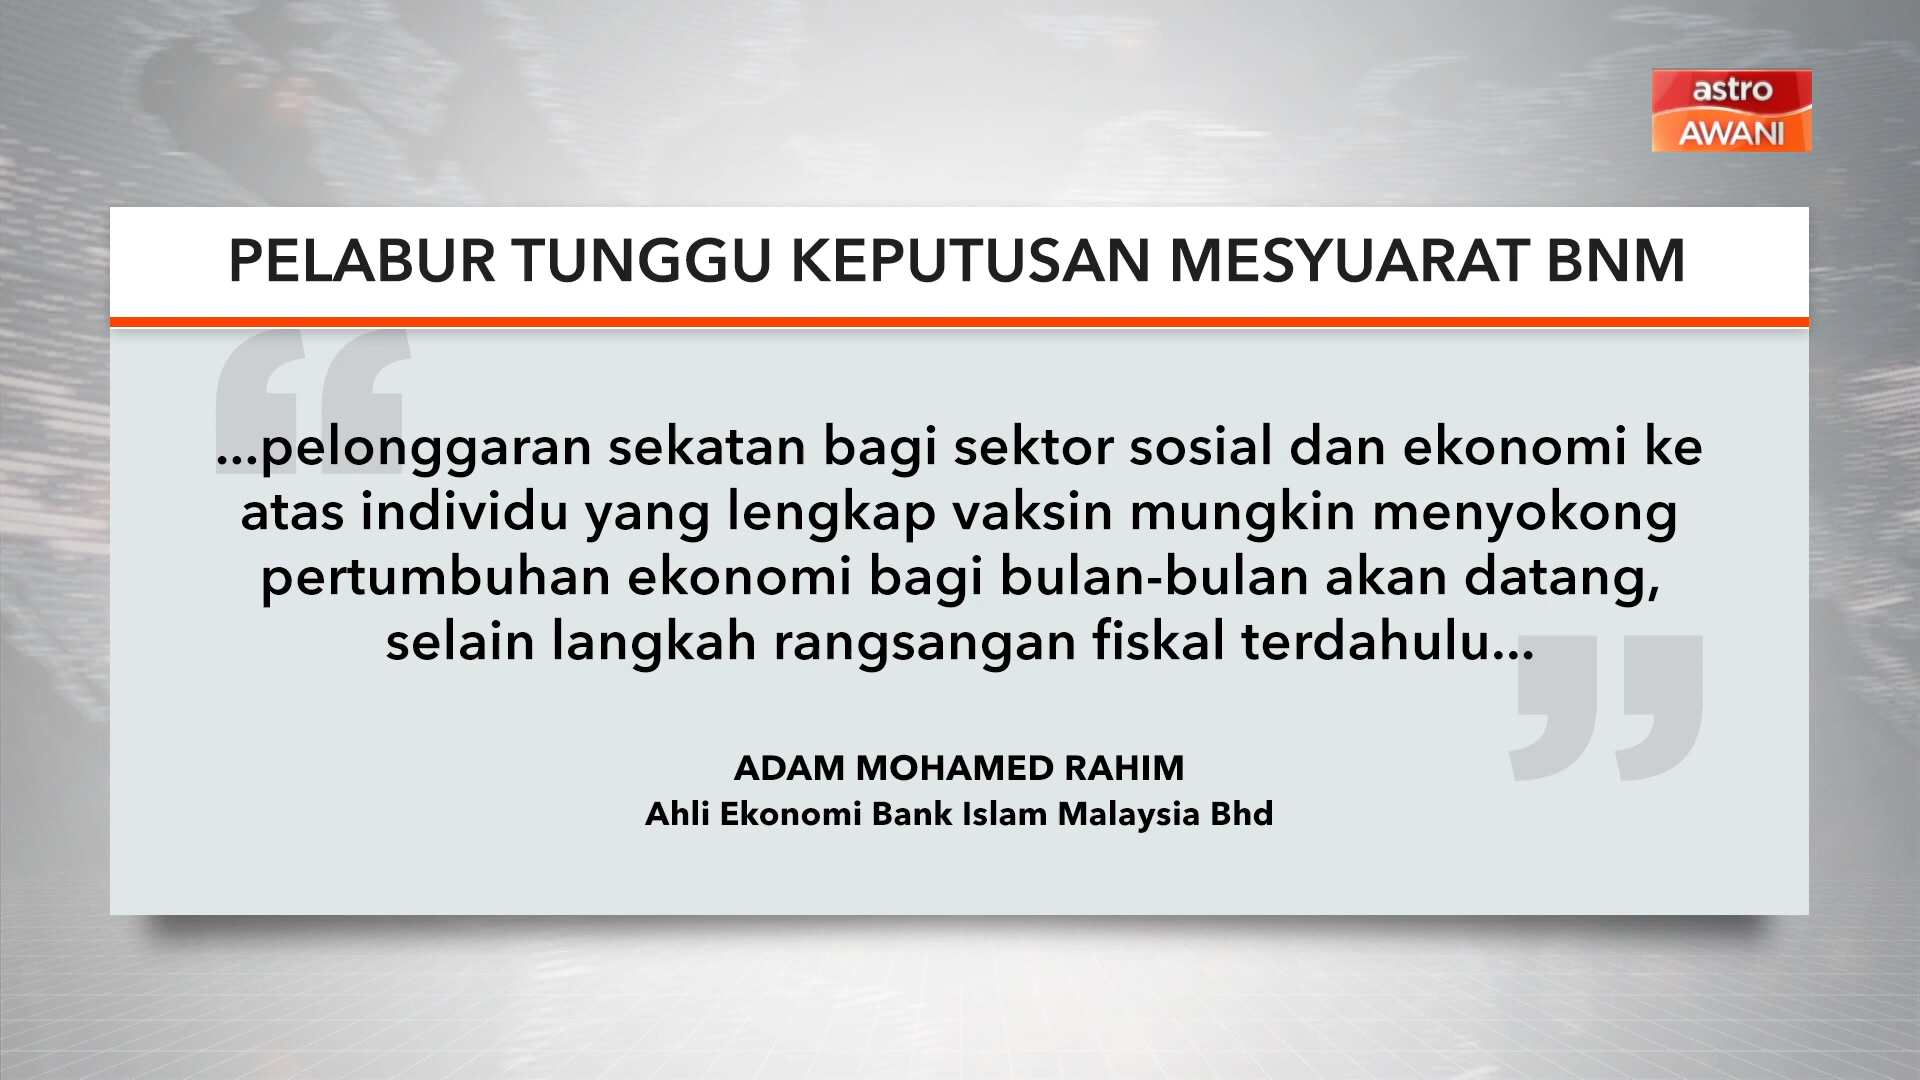 astro
AWANI
PELABUR TUNGGU KEPUTUSAN MESYUARAT BNM
...pelonggaran sekatan bagi sektor sosial dan ekonomi ke
atas individu yang lengkap vaksin mungkin menyokong
pertumbuhan ekonomi bagi bulan-bulan akan datang,
selain langkah rangsangan fiskal terdahulu...
ADAM MOHAMED RAHIM
Ahli Ekonomi Bank Islam Malaysia Bhd